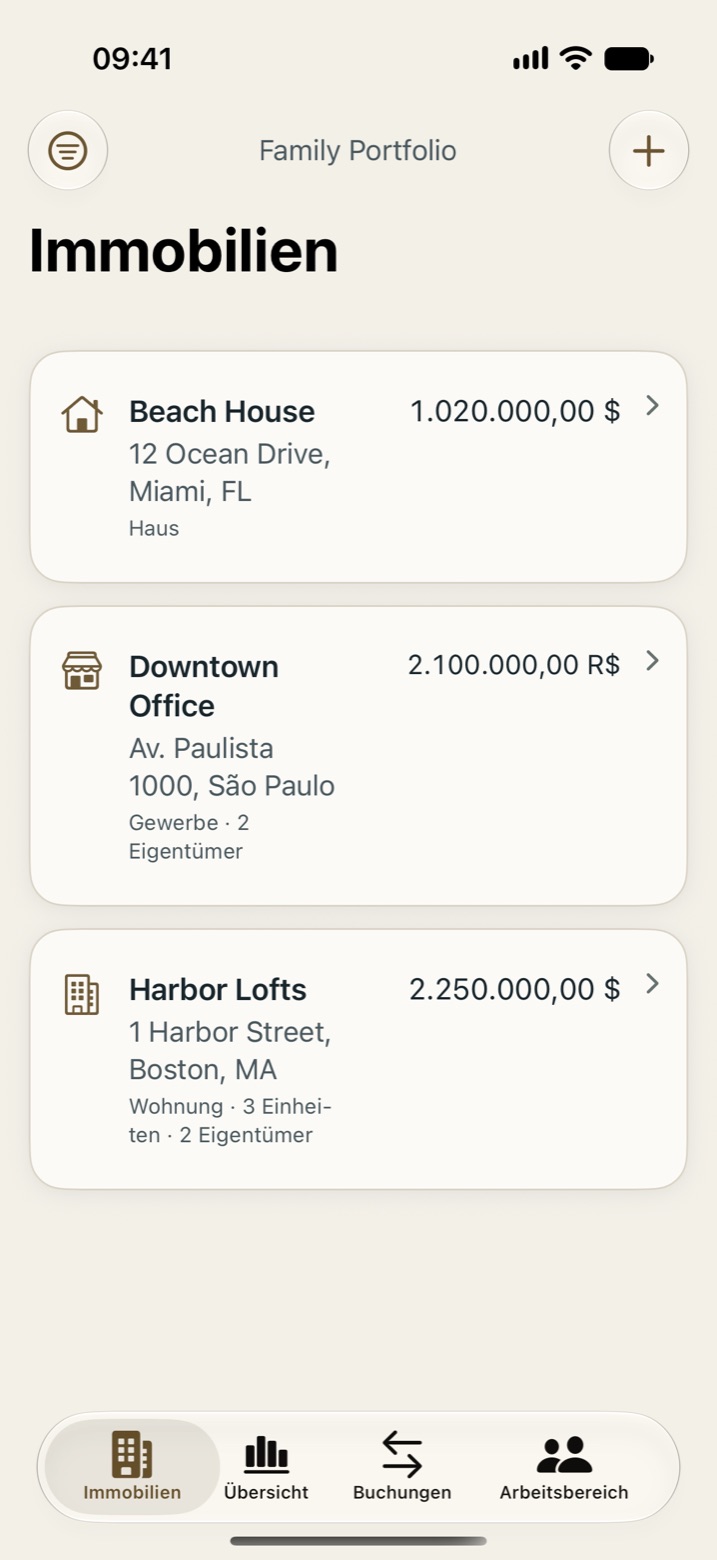 09:41
Family Portfolio
Immobilien
Beach House
1.020.000,00 $
12 Ocean Drive,
Miami, FL
Haus
Downtown
2.100.000,00 R$
Office
Av. Paulista
1000, São Paulo
Gewerbe · 2
Eigentümer
Harbor Lofts
2.250.000,00 $
1 Harbor Street,
Boston, MA
Wohnung · 3 Einhei-
ten · 2 Eigentümer
Immobilien
Übersicht
Buchungen
Arbeitsbereich